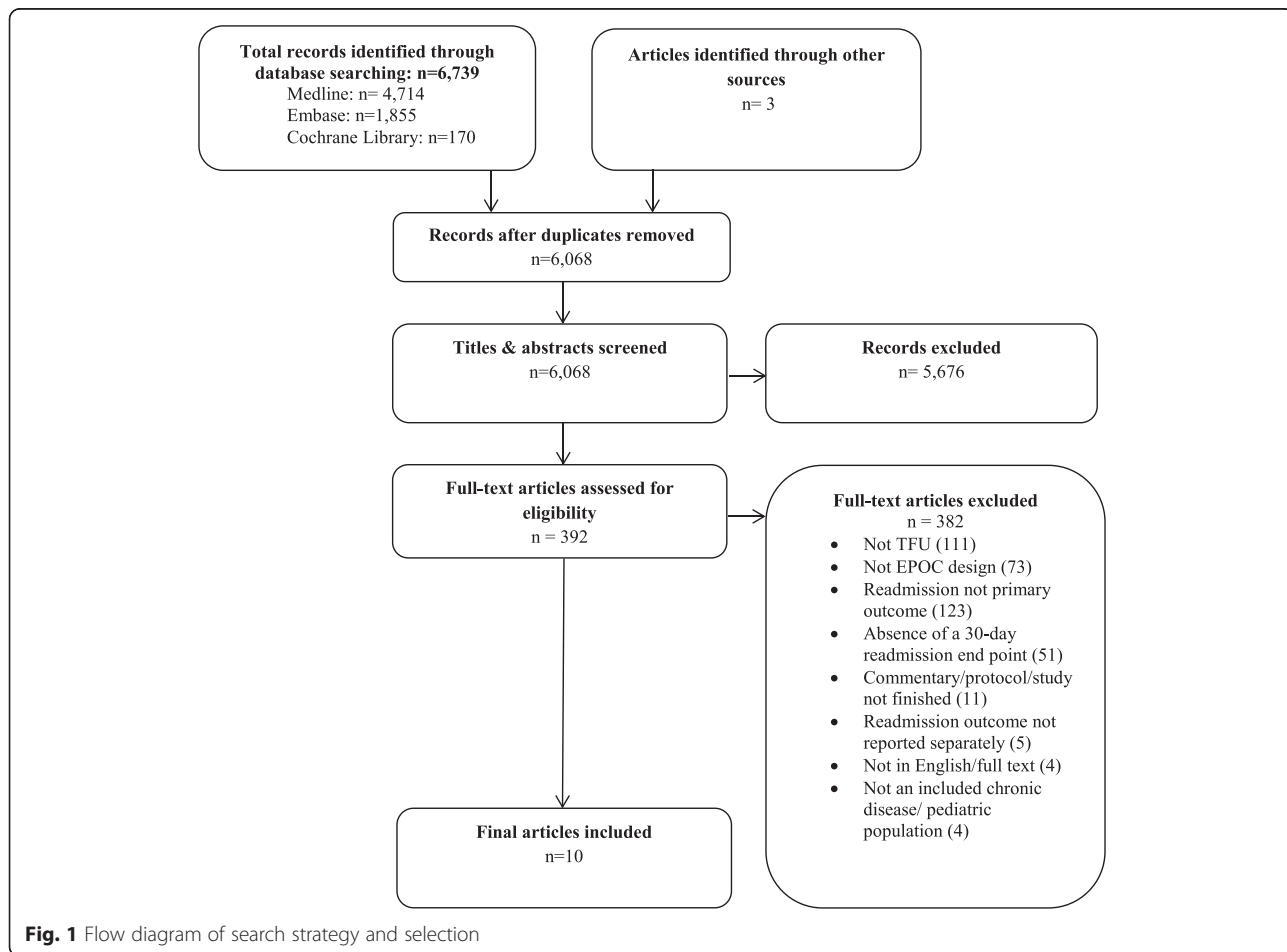 Total records identified through
database searching: n=6,739
Medline: n= 4,714
Embase: n=1,855
Cochrane Library: n=170
Articles identified through other
sources
n= 3
Records after duplicates removed
n=6,068
Titles & abstracts screened
n=6,068
Records excluded
n= 5,676
Full-text articles assessed for
eligibility
n = 392
Full-text articles excluded
n = 382
• Not TFU (111)
• Not EPOC design (73)
• Readmission not primary
outcome (123)
• Absence of a 30-day
readmission end point (51)
• Commentary/protocol/study
not finished (11)
• Readmission outcome not
reported separately (5)
• Not in English/full text (4)
• Not an included chronic
disease/ pediatric
population (4)
Final articles included
n=10
Fig. 1 Flow diagram of search strategy and selection